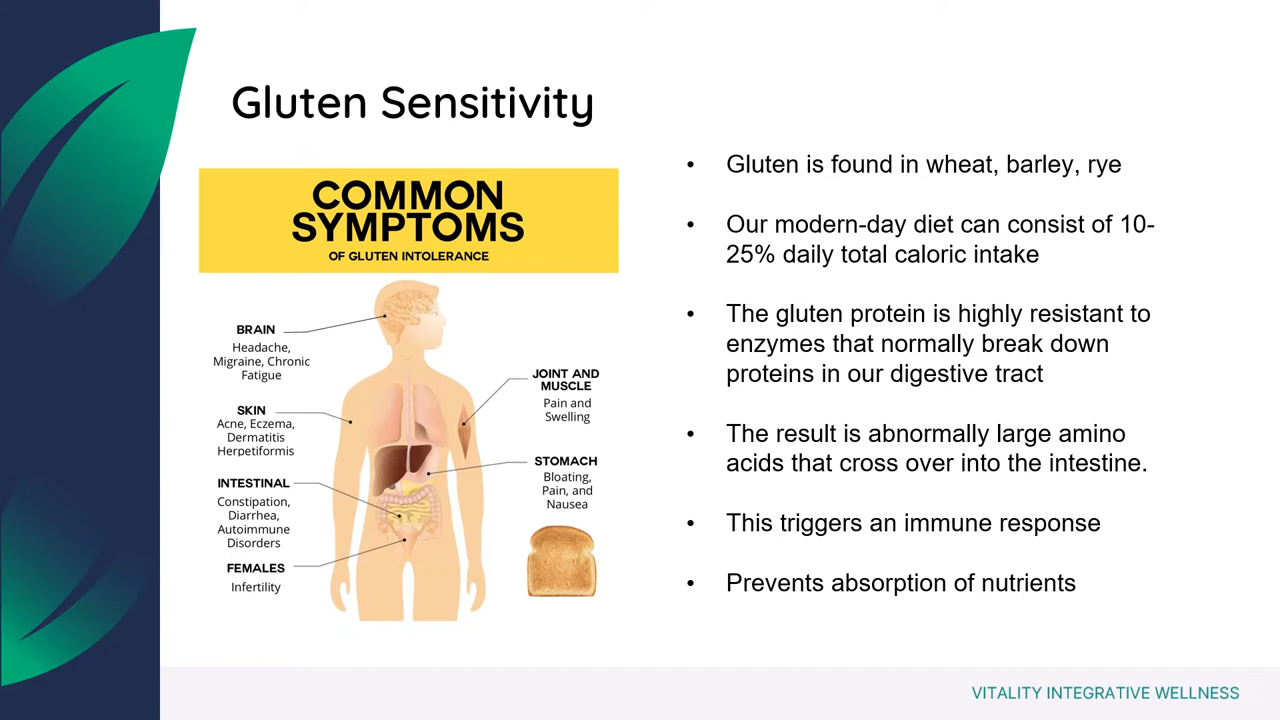 Gluten Sensitivity
COMMON
SYMPTOMS
OF GLUTEN INTOLERANCE
BRAIN
Headache,
Migraine, Chronic
Fatigue
SKIN
Acne, Eczema,
Dermatitis
Herpetiformis
INTESTINAL
Constipation,
Diarrhea,
Autoimmune
Disorders
FEMALES
Infertility
JOINT AND
MUSCLE
Pain and
Swelling
STOMACH
Bloating,
Pain, and
Nausea
• Gluten is found in wheat, barley, rye
• Our modern-day diet can consist of 10-
25% daily total caloric intake
• The gluten protein is highly resistant to
enzymes that normally break down
proteins in our digestive tract
• The result is abnormally large amino
acids that cross over into the intestine.
• This triggers an immune response
• Prevents absorption of nutrients
VITALITY INTEGRATIVE WELLNESS